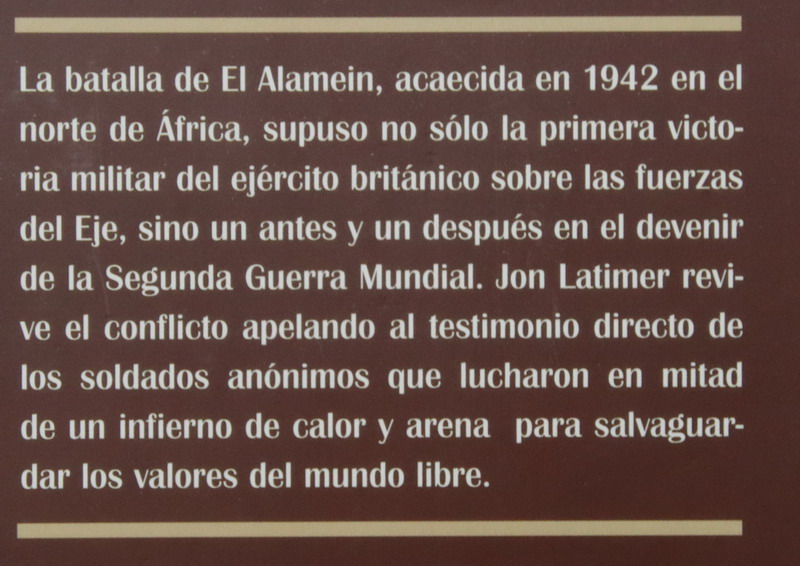 La batalla de El Alamein, acaecida en 1942 en el
norte de África, supuso no sólo la primera victo-
ria militar del ejército británico sobre las fuerzas
del Eje, sino un antes y un después en el devenir
de la Segunda Guerra Mundial. Jon Latimer revi-
ve el conflicto apelando al testimonio directo de
los soldados anónimos que lucharon en mitad
de un infierno de calor y arena para salvaguar-
dar los valores del mundo libre.